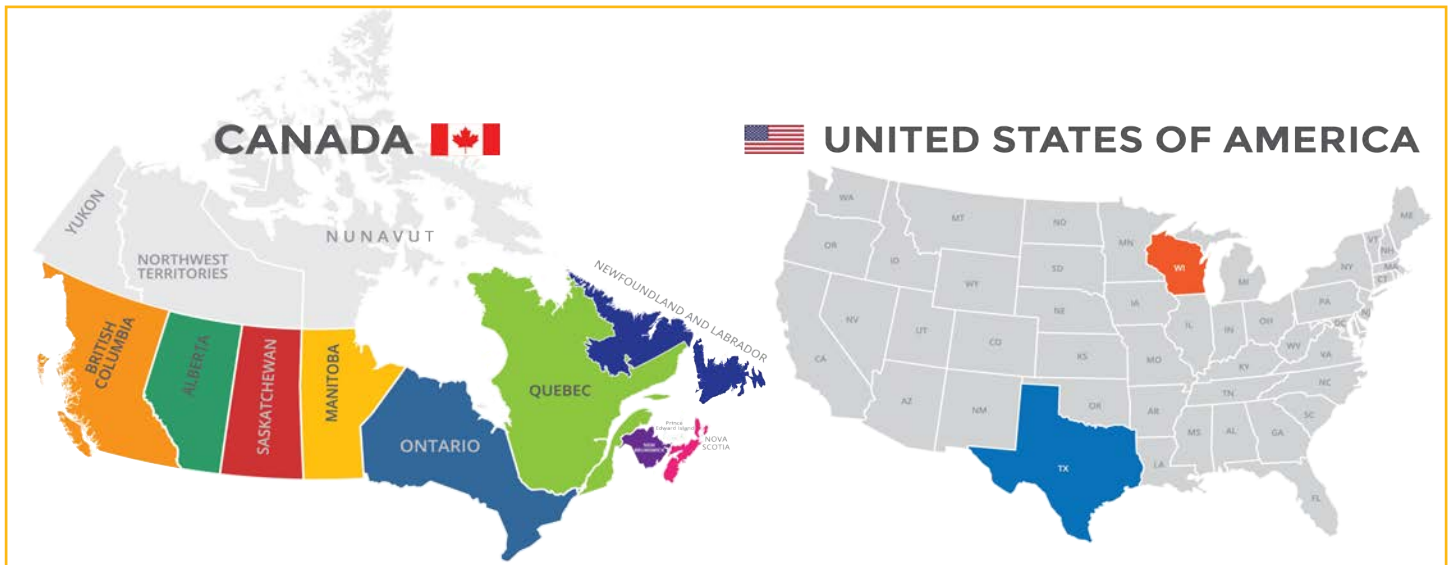 CANADA
UNITED STATES OF AMERICA
YUKON
NORTHWEST
TERRITORIES
NUNAVUT
BRITISH
COLUMBIA
ALBERTA
SASKATCHEWAN
MANITOBA
ONTARIO
QUEBEC
NEWFOUNDLAND AND LABRADOR
Prince
Edward Island
NEW
BRUNSWICK
NOVA
SCOTIA
WA
OR
CA
NV
ID
MT
WY
UT
AZ
CO
NM
ND
SD
NE
KS
OR
TX
MN
IA
MO
AR
LA
WI
IL
MS
MI
IN
KY
TN
AL
OH
WV
VA
NC
SC
GA
FL
PA
NY
VT
NH
ME
MA
CT
NJ